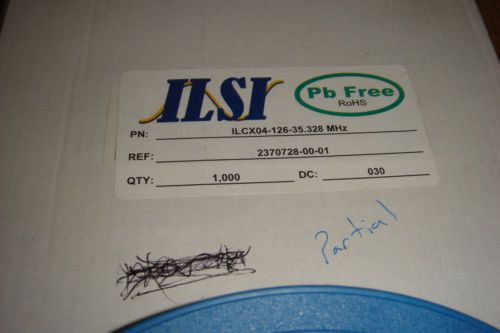 ILSI
Pb Free
RoHS
PN: ILCX04-126-35.328 MHz
REF: 2370728-00-01
QTY: 1,000 DC: 030
Partial